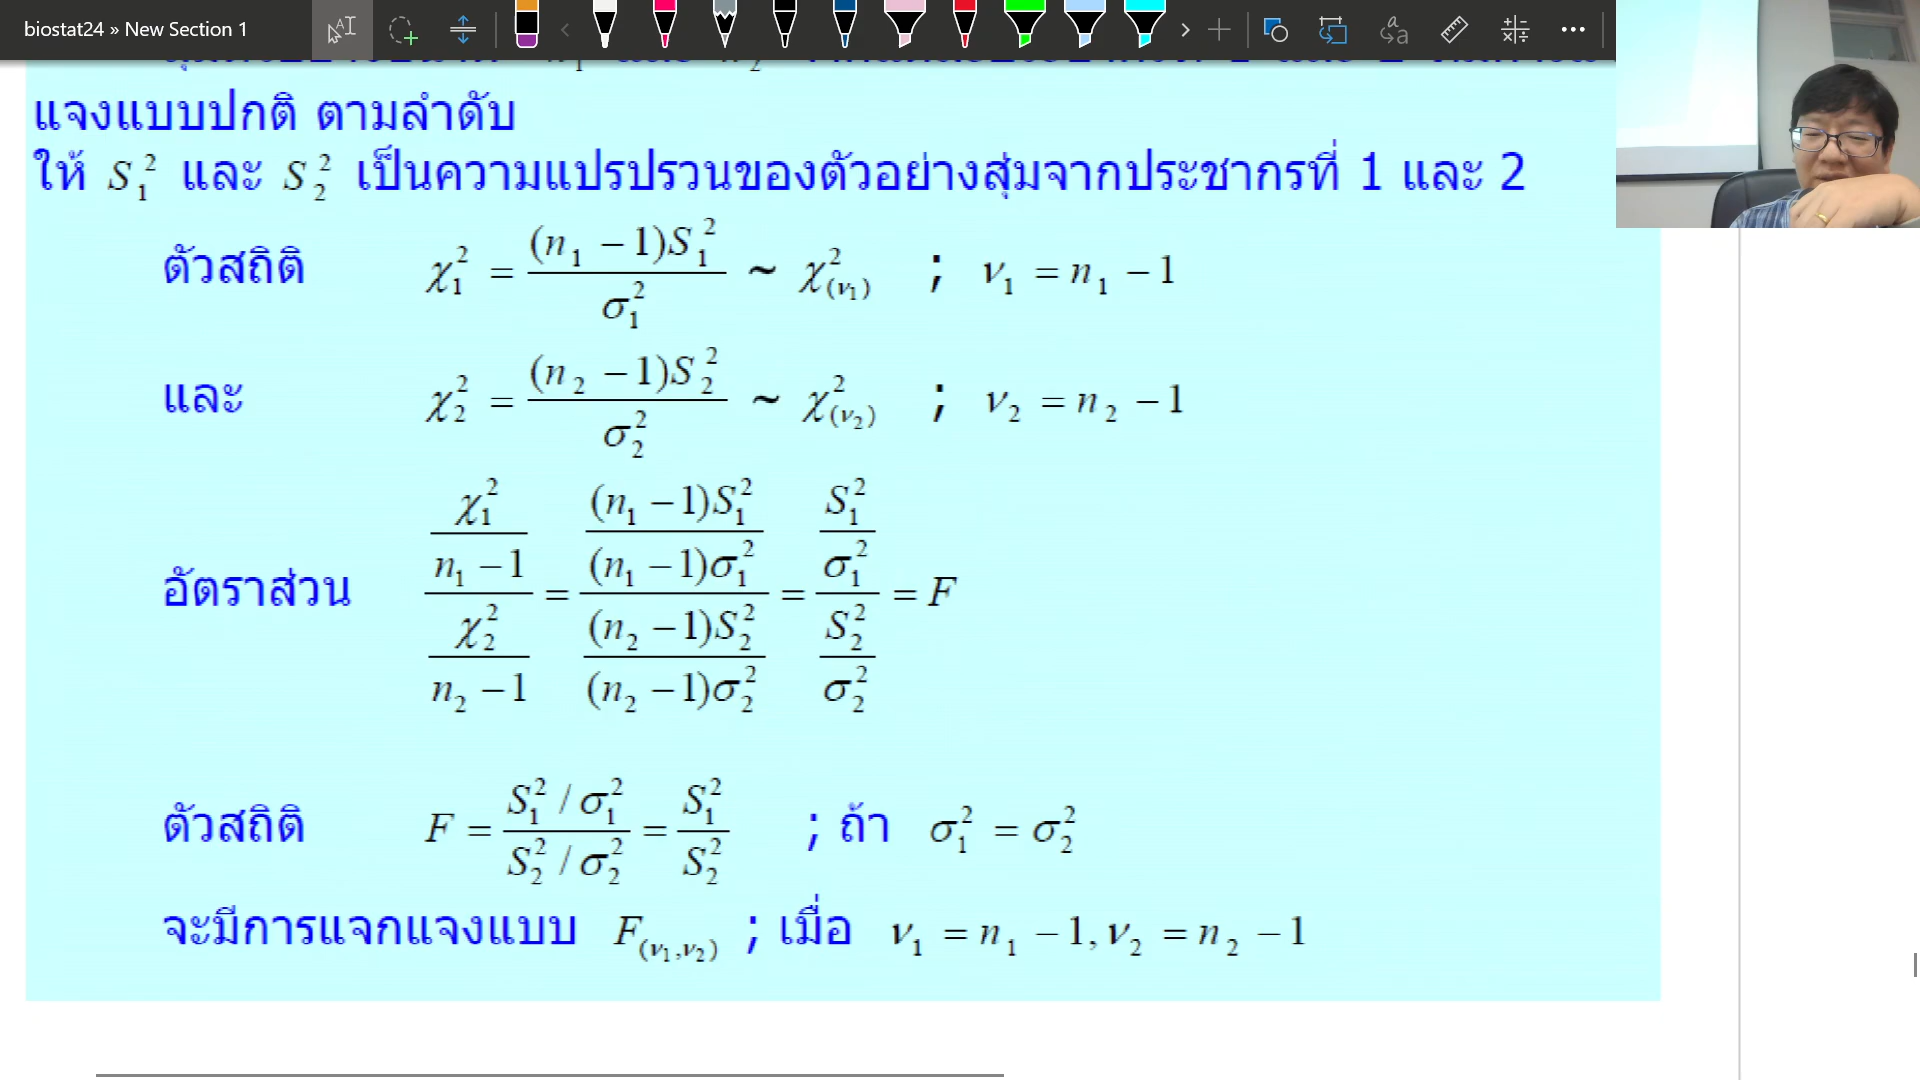 biostat24 » New Section 1
แจงแบบปกติ ตามลำดับ
ให้ S₁² และ S₂² เป็นความแปรปรวนของตัวอย่างสุ่มจากประชากรที่ 1 และ 2
ตัวสถิติ χ₁² = (n₁ − 1)S₁² / σ₁² ~ χ²₍ν₁₎ ; ν₁ = n₁ − 1
และ χ₂² = (n₂ − 1)S₂² / σ₂² ~ χ²₍ν₂₎ ; ν₂ = n₂ − 1
อัตราส่วน (χ₁² / (n₁ − 1)) / (χ₂² / (n₂ − 1)) = ((n₁ − 1)S₁² / (n₁ − 1)σ₁²) / ((n₂ − 1)S₂² / (n₂ − 1)σ₂²) = (S₁² / σ₁²) / (S₂² / σ₂²) = F
ตัวสถิติ F = (S₁² / σ₁²) / (S₂² / σ₂²) = S₁² / S₂² ; ถ้า σ₁² = σ₂²
จะมีการแจกแจงแบบ F₍ν₁,ν₂₎ ; เมื่อ ν₁ = n₁ − 1, ν₂ = n₂ − 1